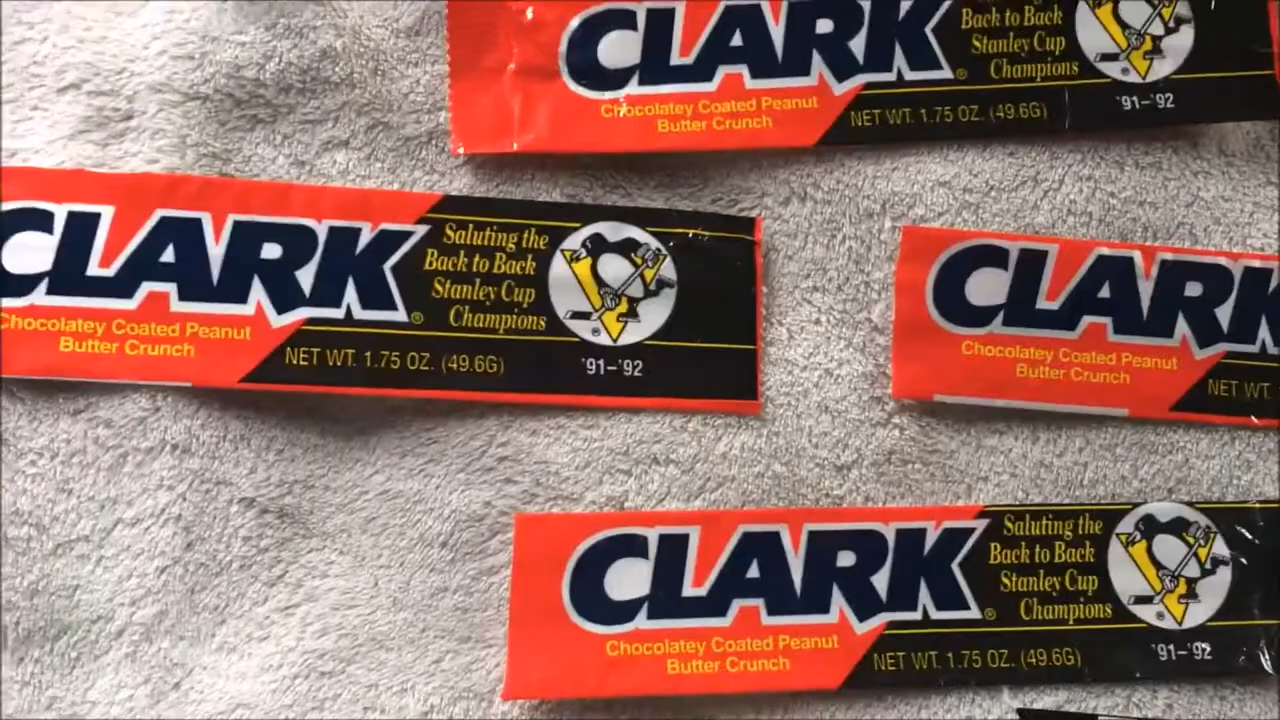 CLARK®
Back to Back
Stanley Cup
Champions
Chocolatey Coated Peanut
Butter Crunch
NET WT. 1.75 OZ. (49.6G)
'91-'92
CLARK®
Saluting the
Back to Back
Stanley Cup
Champions
®
Chocolatey Coated Peanut
Butter Crunch
NET WT. 1.75 OZ. (49.6G)
'91-'92
CLARK
Chocolatey Coated Peanut
Butter Crunch
NET WT.
CLARK®
Saluting the
Back to Back
Stanley Cup
Champions
®
Chocolatey Coated Peanut
Butter Crunch
NET WT. 1.75 OZ. (49.6G)
'91-'92